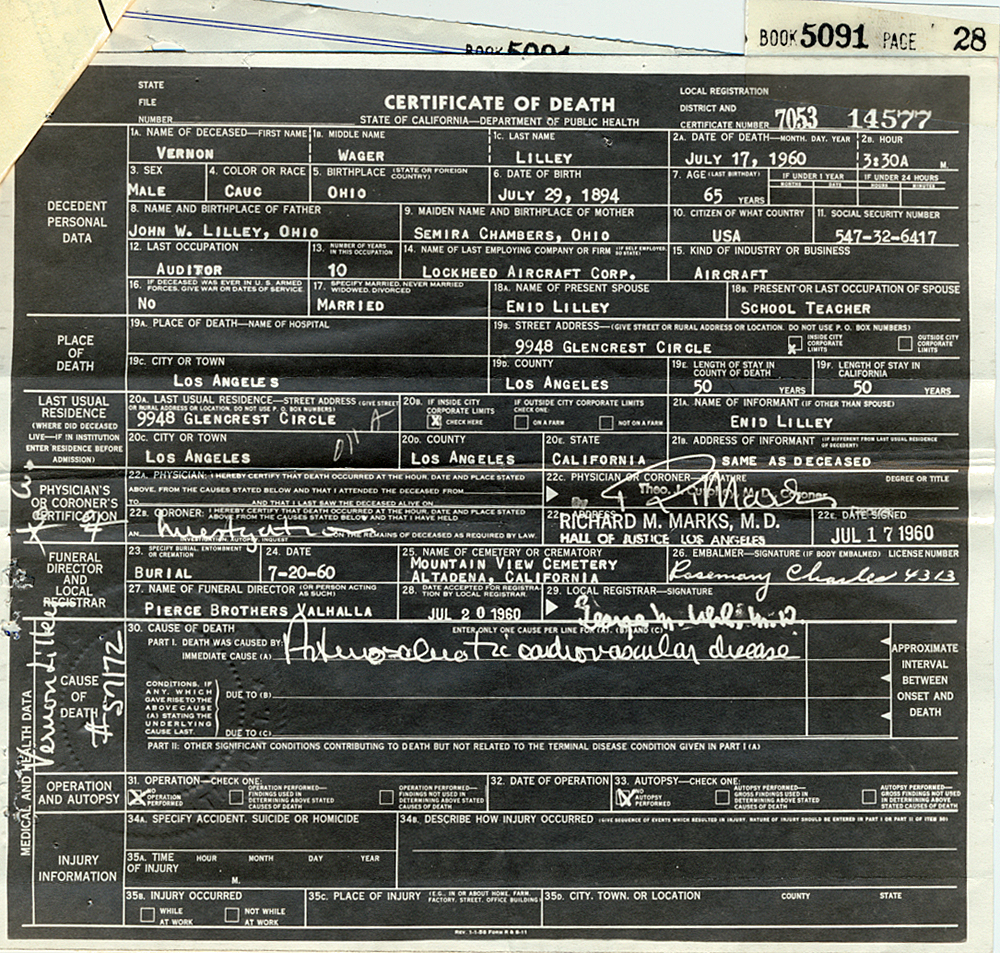 BOOK 5091 PAGE 28
BOOK 5091
STATE
FILE
NUMBER
CERTIFICATE OF DEATH
STATE OF CALIFORNIA—DEPARTMENT OF PUBLIC HEALTH
LOCAL REGISTRATION
DISTRICT AND
CERTIFICATE NUMBER 7053 14577
DECEDENT
PERSONAL
DATA
1A. NAME OF DECEASED—FIRST NAME 1B. MIDDLE NAME 1C. LAST NAME 2A. DATE OF DEATH—MONTH, DAY, YEAR 2B. HOUR
VERNON WAGER LILLEY JULY 17, 1960 3:30A M.
3. SEX 4. COLOR OR RACE 5. BIRTHPLACE (STATE OR FOREIGN COUNTRY) 6. DATE OF BIRTH 7. AGE (LAST BIRTHDAY) IF UNDER 1 YEAR IF UNDER 24 HOURS
MONTHS DAYS HOURS MINUTES
MALE CAUC OHIO JULY 29, 1894 65 YEARS
8. NAME AND BIRTHPLACE OF FATHER 9. MAIDEN NAME AND BIRTHPLACE OF MOTHER 10. CITIZEN OF WHAT COUNTRY 11. SOCIAL SECURITY NUMBER
JOHN W. LILLEY, OHIO SEMIRA CHAMBERS, OHIO USA 547-32-6417
12. LAST OCCUPATION 13. NUMBER OF YEARS IN THIS OCCUPATION 14. NAME OF LAST EMPLOYING COMPANY OR FIRM (IF SELF EMPLOYED, SO STATE) 15. KIND OF INDUSTRY OR BUSINESS
AUDITOR 10 LOCKHEED AIRCRAFT CORP. AIRCRAFT
16. IF DECEASED WAS EVER IN U. S. ARMED FORCES, GIVE WAR OR DATES OF SERVICE 17. SPECIFY MARRIED, NEVER MARRIED WIDOWED, DIVORCED 18A. NAME OF PRESENT SPOUSE 18B. PRESENT OR LAST OCCUPATION OF SPOUSE
NO MARRIED ENID LILLEY SCHOOL TEACHER
PLACE
OF
DEATH
19A. PLACE OF DEATH—NAME OF HOSPITAL 19B. STREET ADDRESS—(GIVE STREET OR RURAL ADDRESS OR LOCATION. DO NOT USE P. O. BOX NUMBERS)
9948 GLENCREST CIRCLE X INSIDE CITY CORPORATE LIMITS OUTSIDE CITY CORPORATE LIMITS
19C. CITY OR TOWN 19D. COUNTY 19E. LENGTH OF STAY IN COUNTY OF DEATH 19F. LENGTH OF STAY IN CALIFORNIA
LOS ANGELES LOS ANGELES 50 YEARS 50 YEARS
LAST USUAL
RESIDENCE
(WHERE DID DECEASED
LIVE—IF IN INSTITUTION
ENTER RESIDENCE BEFORE
ADMISSION)
20A. LAST USUAL RESIDENCE—STREET ADDRESS (GIVE STREET OR RURAL ADDRESS OR LOCATION. DO NOT USE P. O. BOX NUMBERS) 20B. IF INSIDE CITY CORPORATE LIMITS IF OUTSIDE CITY CORPORATE LIMITS CHECK ONE: 21A. NAME OF INFORMANT (IF OTHER THAN SPOUSE)
9948 GLENCREST CIRCLE X CHECK HERE ON A FARM NOT ON A FARM ENID LILLEY
20C. CITY OR TOWN 20D. COUNTY 20E. STATE 21B. ADDRESS OF INFORMANT (IF DIFFERENT FROM LAST USUAL RESIDENCE OF DECEDENT)
LOS ANGELES LOS ANGELES CALIFORNIA SAME AS DECEASED
PHYSICIAN'S
OR CORONER'S
CERTIFICATION
22A. PHYSICIAN: I HEREBY CERTIFY THAT DEATH OCCURRED AT THE HOUR, DATE AND PLACE STATED
ABOVE, FROM THE CAUSES STATED BELOW AND THAT I ATTENDED THE DECEASED FROM
TO AND THAT I LAST SAW THE DECEASED ALIVE ON
22C. PHYSICIAN OR CORONER—SIGNATURE DEGREE OR TITLE
22B. CORONER: I HEREBY CERTIFY THAT DEATH OCCURRED AT THE HOUR, DATE AND PLACE STATED ABOVE FROM THE CAUSES STATED BELOW AND THAT I HAVE HELD
AN Investigation ON THE REMAINS OF DECEASED AS REQUIRED BY LAW.
INVESTIGATION, AUTOPSY, INQUEST
ADDRESS
RICHARD M. MARKS, M.D.
HALL OF JUSTICE LOS ANGELES
22E. DATE SIGNED
JUL 17 1960
FUNERAL
DIRECTOR
AND
LOCAL
REGISTRAR
23. SPECIFY BURIAL, ENTOMBMENT OR CREMATION 24. DATE 25. NAME OF CEMETERY OR CREMATORY 26. EMBALMER—SIGNATURE (IF BODY EMBALMED) LICENSE NUMBER
BURIAL 7-20-60 MOUNTAIN VIEW CEMETERY
ALTADENA, CALIFORNIA Rosemary Charles 4313
27. NAME OF FUNERAL DIRECTOR (OR PERSON ACTING AS SUCH) 28. DATE ACCEPTED FOR REGISTRATION BY LOCAL REGISTRAR 29. LOCAL REGISTRAR—SIGNATURE
PIERCE BROTHERS VALHALLA JUL 20 1960 George M. Uhl, M.D.
MEDICAL AND HEALTH DATA
Vernon Lilley
#57172
CAUSE
OF
DEATH
30. CAUSE OF DEATH ENTER ONLY ONE CAUSE PER LINE FOR (A), (B) AND (C)
PART I. DEATH WAS CAUSED BY:
IMMEDIATE CAUSE (A) Arteriosclerotic cardiovascular disease
CONDITIONS, IF ANY, WHICH GAVE RISE TO THE ABOVE CAUSE (A) STATING THE UNDERLYING CAUSE LAST.
DUE TO (B)
DUE TO (C)
APPROXIMATE
INTERVAL
BETWEEN
ONSET AND
DEATH
PART II: OTHER SIGNIFICANT CONDITIONS CONTRIBUTING TO DEATH BUT NOT RELATED TO THE TERMINAL DISEASE CONDITION GIVEN IN PART I (A)
OPERATION
AND AUTOPSY
31. OPERATION—CHECK ONE: 32. DATE OF OPERATION 33. AUTOPSY—CHECK ONE:
X NO OPERATION PERFORMED OPERATION PERFORMED—FINDINGS USED IN DETERMINING ABOVE STATED CAUSES OF DEATH OPERATION PERFORMED—FINDINGS NOT USED IN DETERMINING ABOVE STATED CAUSES OF DEATH
X NO AUTOPSY PERFORMED AUTOPSY PERFORMED—GROSS FINDINGS USED IN DETERMINING ABOVE STATED CAUSES OF DEATH AUTOPSY PERFORMED—GROSS FINDINGS NOT USED IN DETERMINING ABOVE STATED CAUSES OF DEATH
INJURY
INFORMATION
34A. SPECIFY ACCIDENT, SUICIDE OR HOMICIDE 34B. DESCRIBE HOW INJURY OCCURRED (GIVE SEQUENCE OF EVENTS WHICH RESULTED IN INJURY. NATURE OF INJURY SHOULD BE ENTERED IN PART I OR PART II OF ITEM 30)
35A. TIME OF INJURY HOUR MONTH DAY YEAR
M.
35B. INJURY OCCURRED 35C. PLACE OF INJURY (E.G., IN OR ABOUT HOME, FARM, FACTORY, STREET, OFFICE BUILDING) 35D. CITY, TOWN, OR LOCATION COUNTY STATE
WHILE AT WORK NOT WHILE AT WORK
REV. 1-1-58 FORM R & S-11